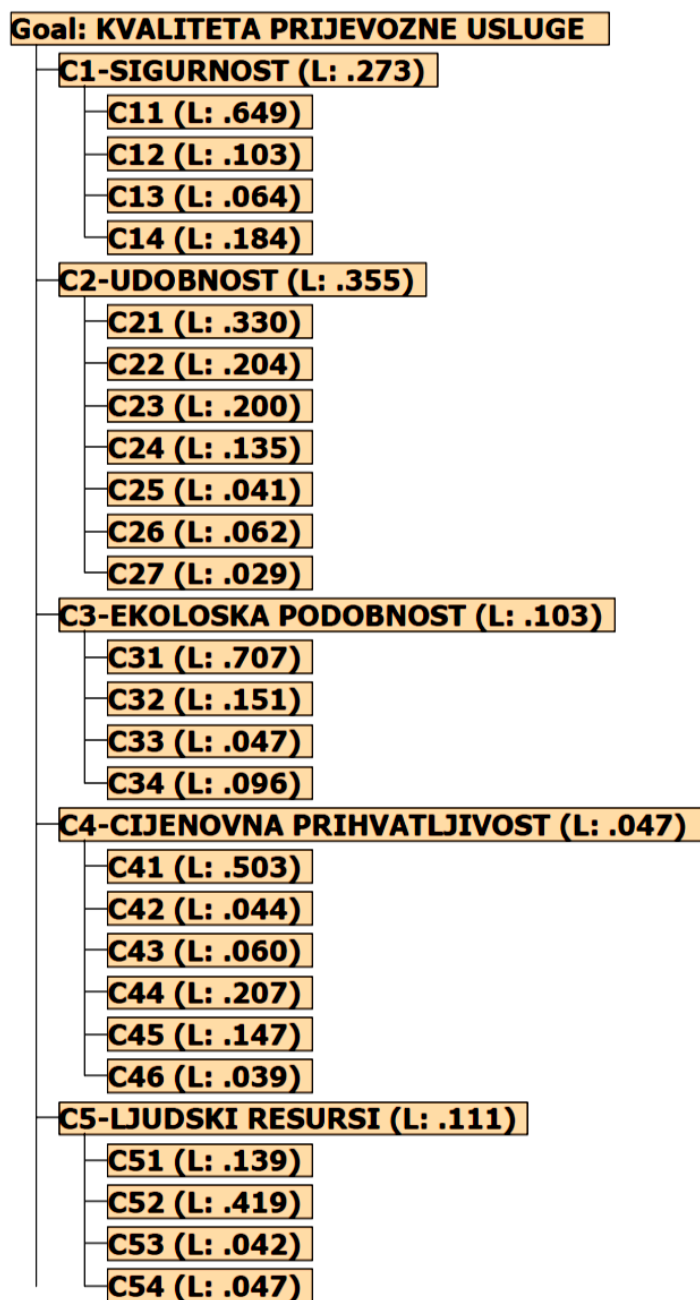 Goal: KVALITETA PRIJEVOZNE USLUGE
C1-SIGURNOST (L: .273)
C11 (L: .649)
C12 (L: .103)
C13 (L: .064)
C14 (L: .184)
C2-UDOBNOST (L: .355)
C21 (L: .330)
C22 (L: .204)
C23 (L: .200)
C24 (L: .135)
C25 (L: .041)
C26 (L: .062)
C27 (L: .029)
C3-EKOLOSKA PODOBNOST (L: .103)
C31 (L: .707)
C32 (L: .151)
C33 (L: .047)
C34 (L: .096)
C4-CIJENOVNA PRIHVATLJIVOST (L: .047)
C41 (L: .503)
C42 (L: .044)
C43 (L: .060)
C44 (L: .207)
C45 (L: .147)
C46 (L: .039)
C5-LJUDSKI RESURSI (L: .111)
C51 (L: .139)
C52 (L: .419)
C53 (L: .042)
C54 (L: .047)